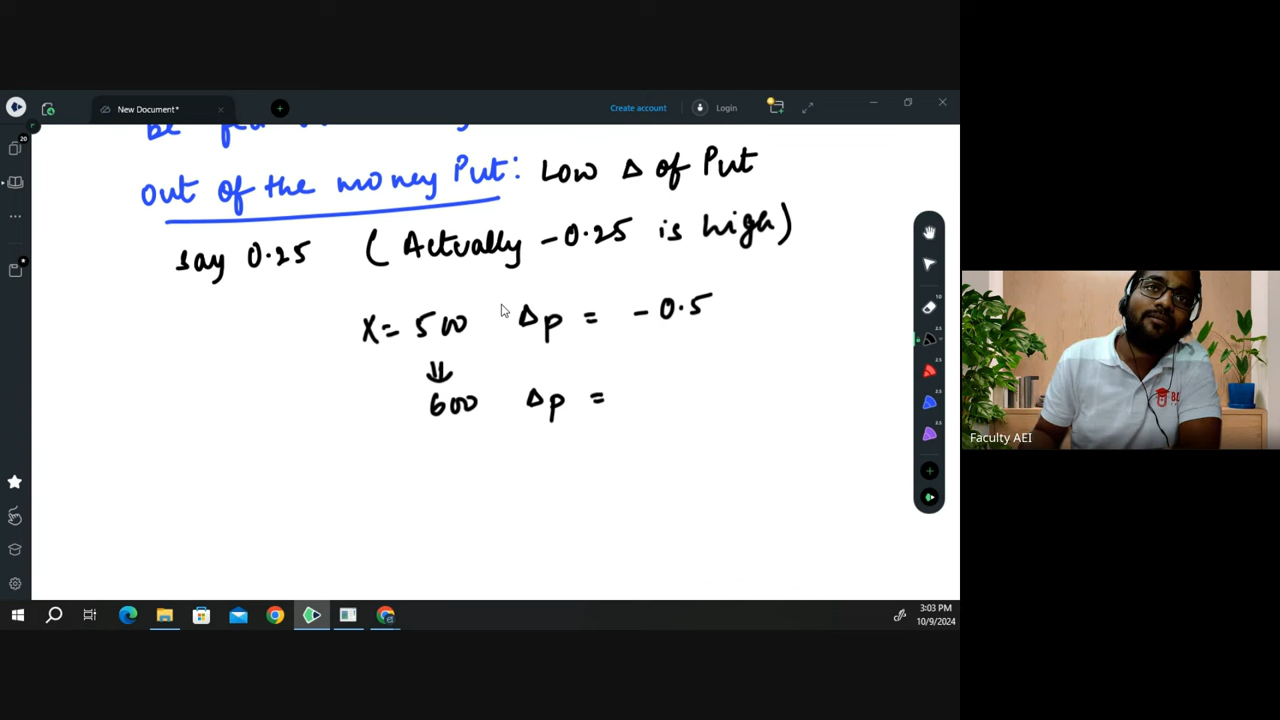 New Document*
Create account
Login
out of the money Put: Low Δ of Put
say 0.25 (Actually -0.25 is high)
X= 500 Δp = -0.5
⇓
600 Δp =
Faculty AEI
3:03 PM
10/9/2024